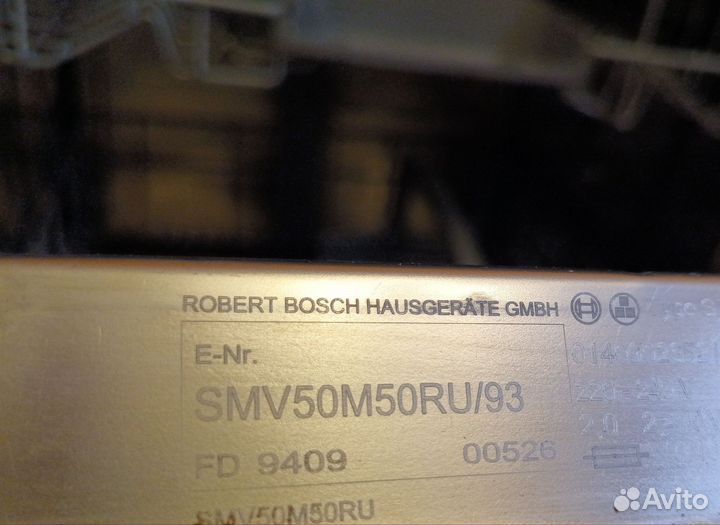 ROBERT BOSCH HAUSGERÄTE GMBH
E-Nr.
SMV50M50RU/93
FD 9409 00526
SMV50M50RU
Avito